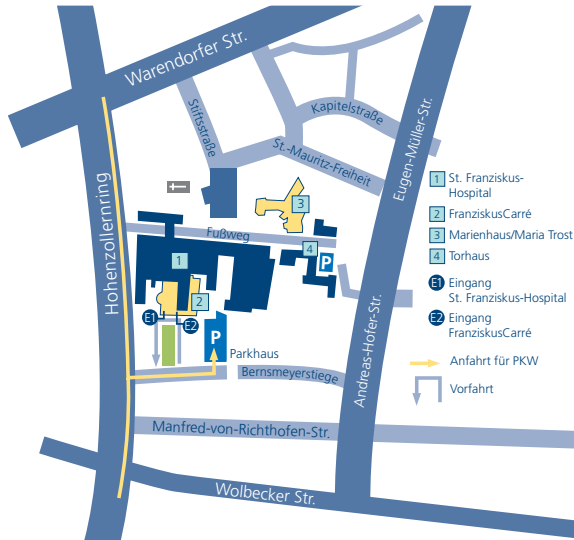 Warendorfer Str.
Stiftsstraße
Kapitelstraße
St.-Mauritz-Freiheit
Eugen-Müller-Str.
Hohenzollernring
3
Fußweg
4
P
1
2
E1
E2
P
Parkhaus
Bernsmeyerstiege
Andreas-Hofer-Str.
Manfred-von-Richthofen-Str.
Wolbecker Str.
1 St. Franziskus-
Hospital
2 FranziskusCarré
3 Marienhaus/Maria Trost
4 Torhaus
E1 Eingang
St. Franziskus-Hospital
E2 Eingang
FranziskusCarré
Anfahrt für PKW
Vorfahrt